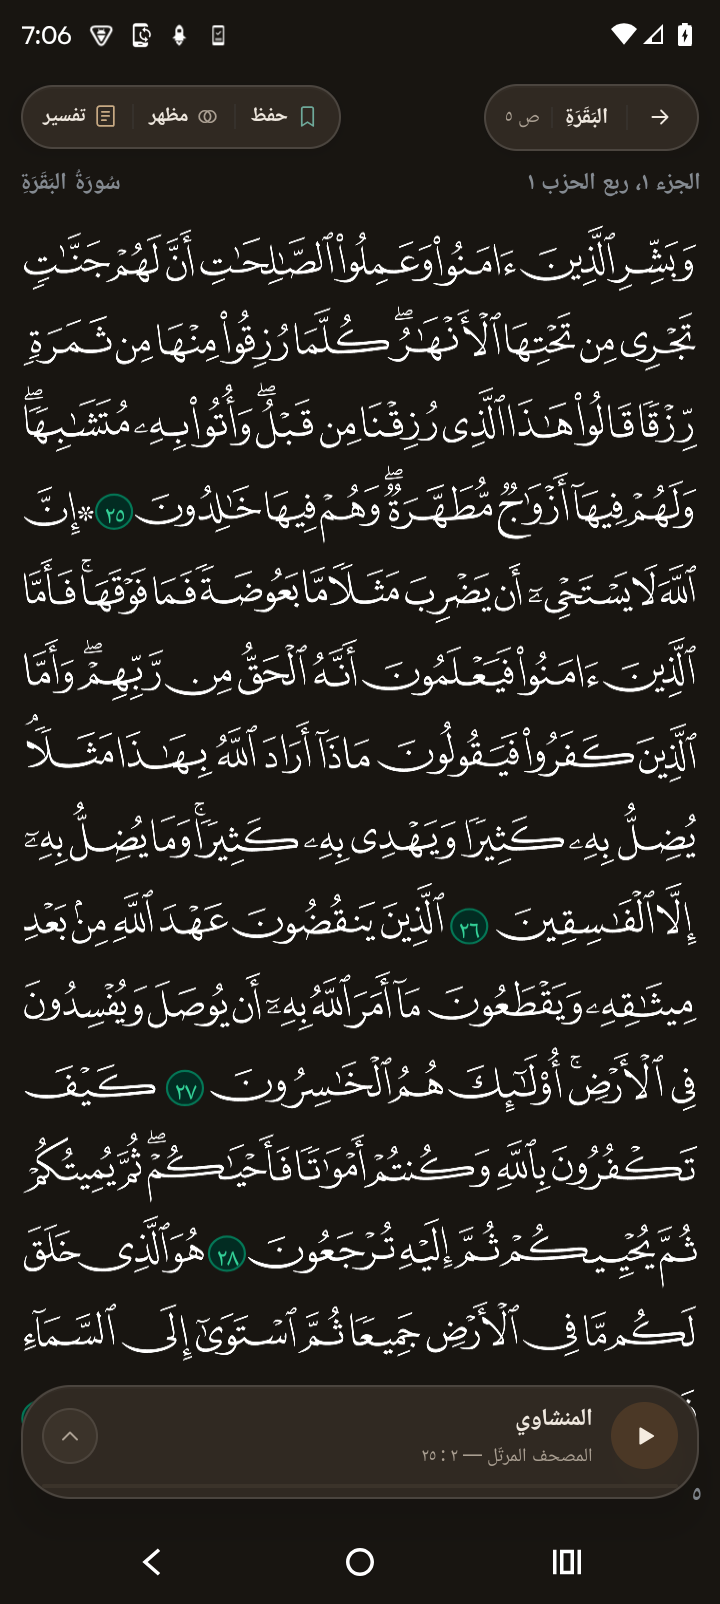 7:06
البَقَرَةِ ص ٥
حفظ مظهر تفسير
الجزء ١، ربع الحزب ١
سُورَةُ البَقَرَةِ
وَبَشِّرِ ٱلَّذِينَ ءَامَنُوا۟ وَعَمِلُوا۟ ٱلصَّـٰلِحَـٰتِ أَنَّ لَهُمْ جَنَّـٰتٍ
تَجْرِى مِن تَحْتِهَا ٱلْأَنْهَـٰرُ ۖ كُلَّمَا رُزِقُوا۟ مِنْهَا مِن ثَمَرَةٍ
رِّزْقًا قَالُوا۟ هَـٰذَا ٱلَّذِى رُزِقْنَا مِن قَبْلُ ۖ وَأُتُوا۟ بِهِۦ مُتَشَـٰبِهًا ۖ
وَلَهُمْ فِيهَآ أَزْوَٰجٌ مُّطَهَّرَةٌ ۖ وَهُمْ فِيهَا خَـٰلِدُونَ ٢٥ ۞ إِنَّ
ٱللَّهَ لَا يَسْتَحْىِۦٓ أَن يَضْرِبَ مَثَلًا مَّا بَعُوضَةً فَمَا فَوْقَهَا ۚ فَأَمَّا
ٱلَّذِينَ ءَامَنُوا۟ فَيَعْلَمُونَ أَنَّهُ ٱلْحَقُّ مِن رَّبِّهِمْ ۖ وَأَمَّا
ٱلَّذِينَ كَفَرُوا۟ فَيَقُولُونَ مَاذَآ أَرَادَ ٱللَّهُ بِهَـٰذَا مَثَلًا ۘ
يُضِلُّ بِهِۦ كَثِيرًا وَيَهْدِى بِهِۦ كَثِيرًا ۚ وَمَا يُضِلُّ بِهِۦٓ
إِلَّا ٱلْفَـٰسِقِينَ ٢٦ ٱلَّذِينَ يَنقُضُونَ عَهْدَ ٱللَّهِ مِنۢ بَعْدِ
مِيثَـٰقِهِۦ وَيَقْطَعُونَ مَآ أَمَرَ ٱللَّهُ بِهِۦٓ أَن يُوصَلَ وَيُفْسِدُونَ
فِى ٱلْأَرْضِ ۚ أُو۟لَـٰٓئِكَ هُمُ ٱلْخَـٰسِرُونَ ٢٧ كَيْفَ
تَكْفُرُونَ بِٱللَّهِ وَكُنتُمْ أَمْوَٰتًا فَأَحْيَـٰكُمْ ۖ ثُمَّ يُمِيتُكُمْ
ثُمَّ يُحْيِيكُمْ ثُمَّ إِلَيْهِ تُرْجَعُونَ ٢٨ هُوَ ٱلَّذِى خَلَقَ
لَكُم مَّا فِى ٱلْأَرْضِ جَمِيعًا ثُمَّ ٱسْتَوَىٰٓ إِلَى ٱلسَّمَآءِ
المنشاوي
المصحف المرتّل — ٢ : ٢٥
٥